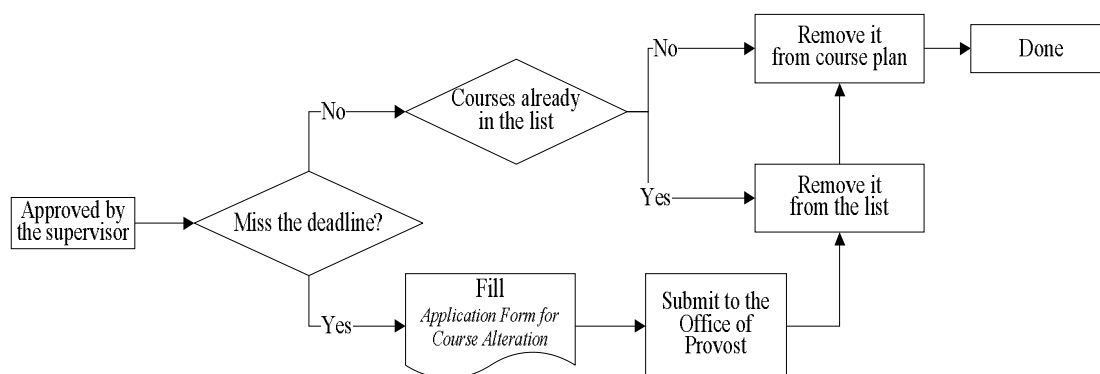 Approved by
the supervisor
Miss the deadline?
No
Courses already
in the list
No
Remove it
from course plan
Done
Yes
Remove it
from the list
Yes
Fill
Application Form for
Course Alteration
Submit to the
Office of
Provost